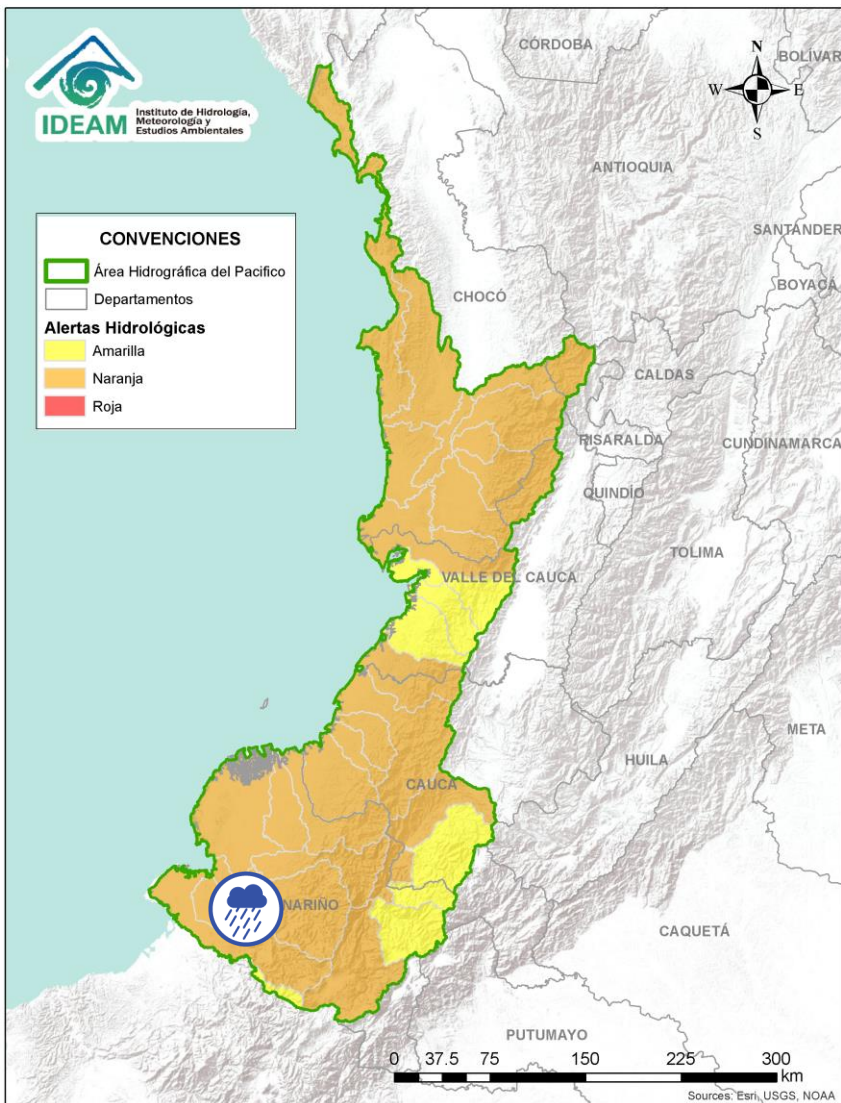 IDEAM
Instituto de Hidrología,
Meteorología y
Estudios Ambientales
CÓRDOBA
BOLÍVAR
N
W
E
S
ANTIOQUIA
SANTANDER
BOYACÁ
CONVENCIONES
Área Hidrográfica del Pacifico
Departamentos
Alertas Hidrológicas
Amarilla
Naranja
Roja
CHOCÓ
CALDAS
RISARALDA
CUNDINAMARCA
QUINDÍO
TOLIMA
VALLE DEL CAUCA
META
HUILA
CAUCA
NARIÑO
CAQUETÁ
PUTUMAYO
0 37.5 75 150 225 300
km
Sources: Esri, USGS, NOAA